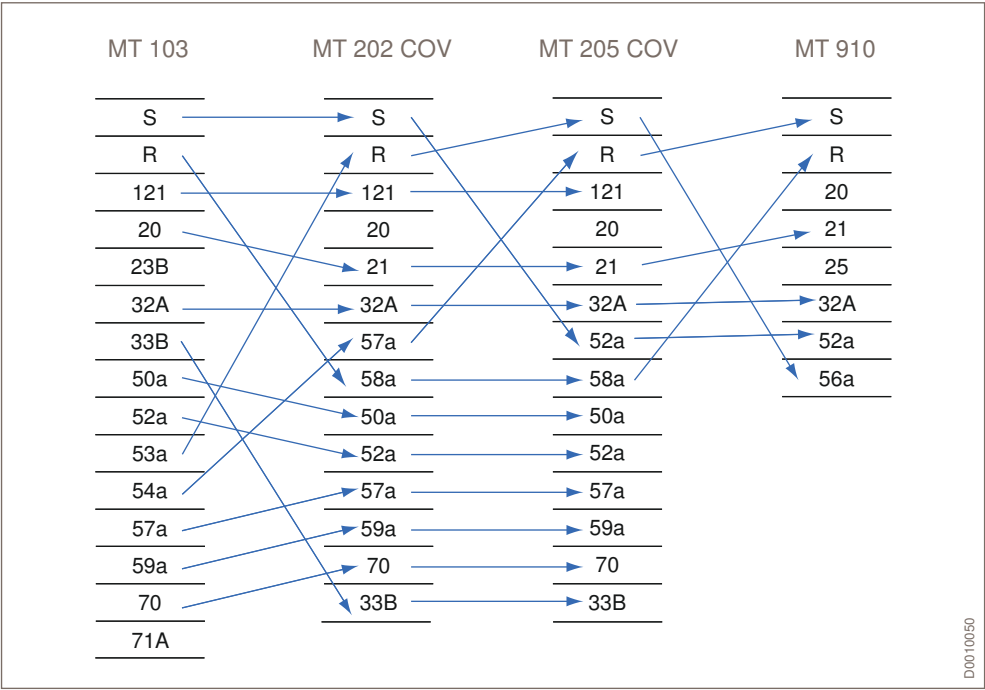 MT 103 MT 202 COV MT 205 COV MT 910
S S S S
R R R R
121 121 121 20
20 20 20 21
23B 21 21 25
32A 32A 32A 32A
33B 57a 52a 52a
50a 58a 58a 56a
52a 50a 50a
53a 52a 52a
54a 57a 57a
57a 59a 59a
59a 70 70
70 33B 33B
71A
D0010050